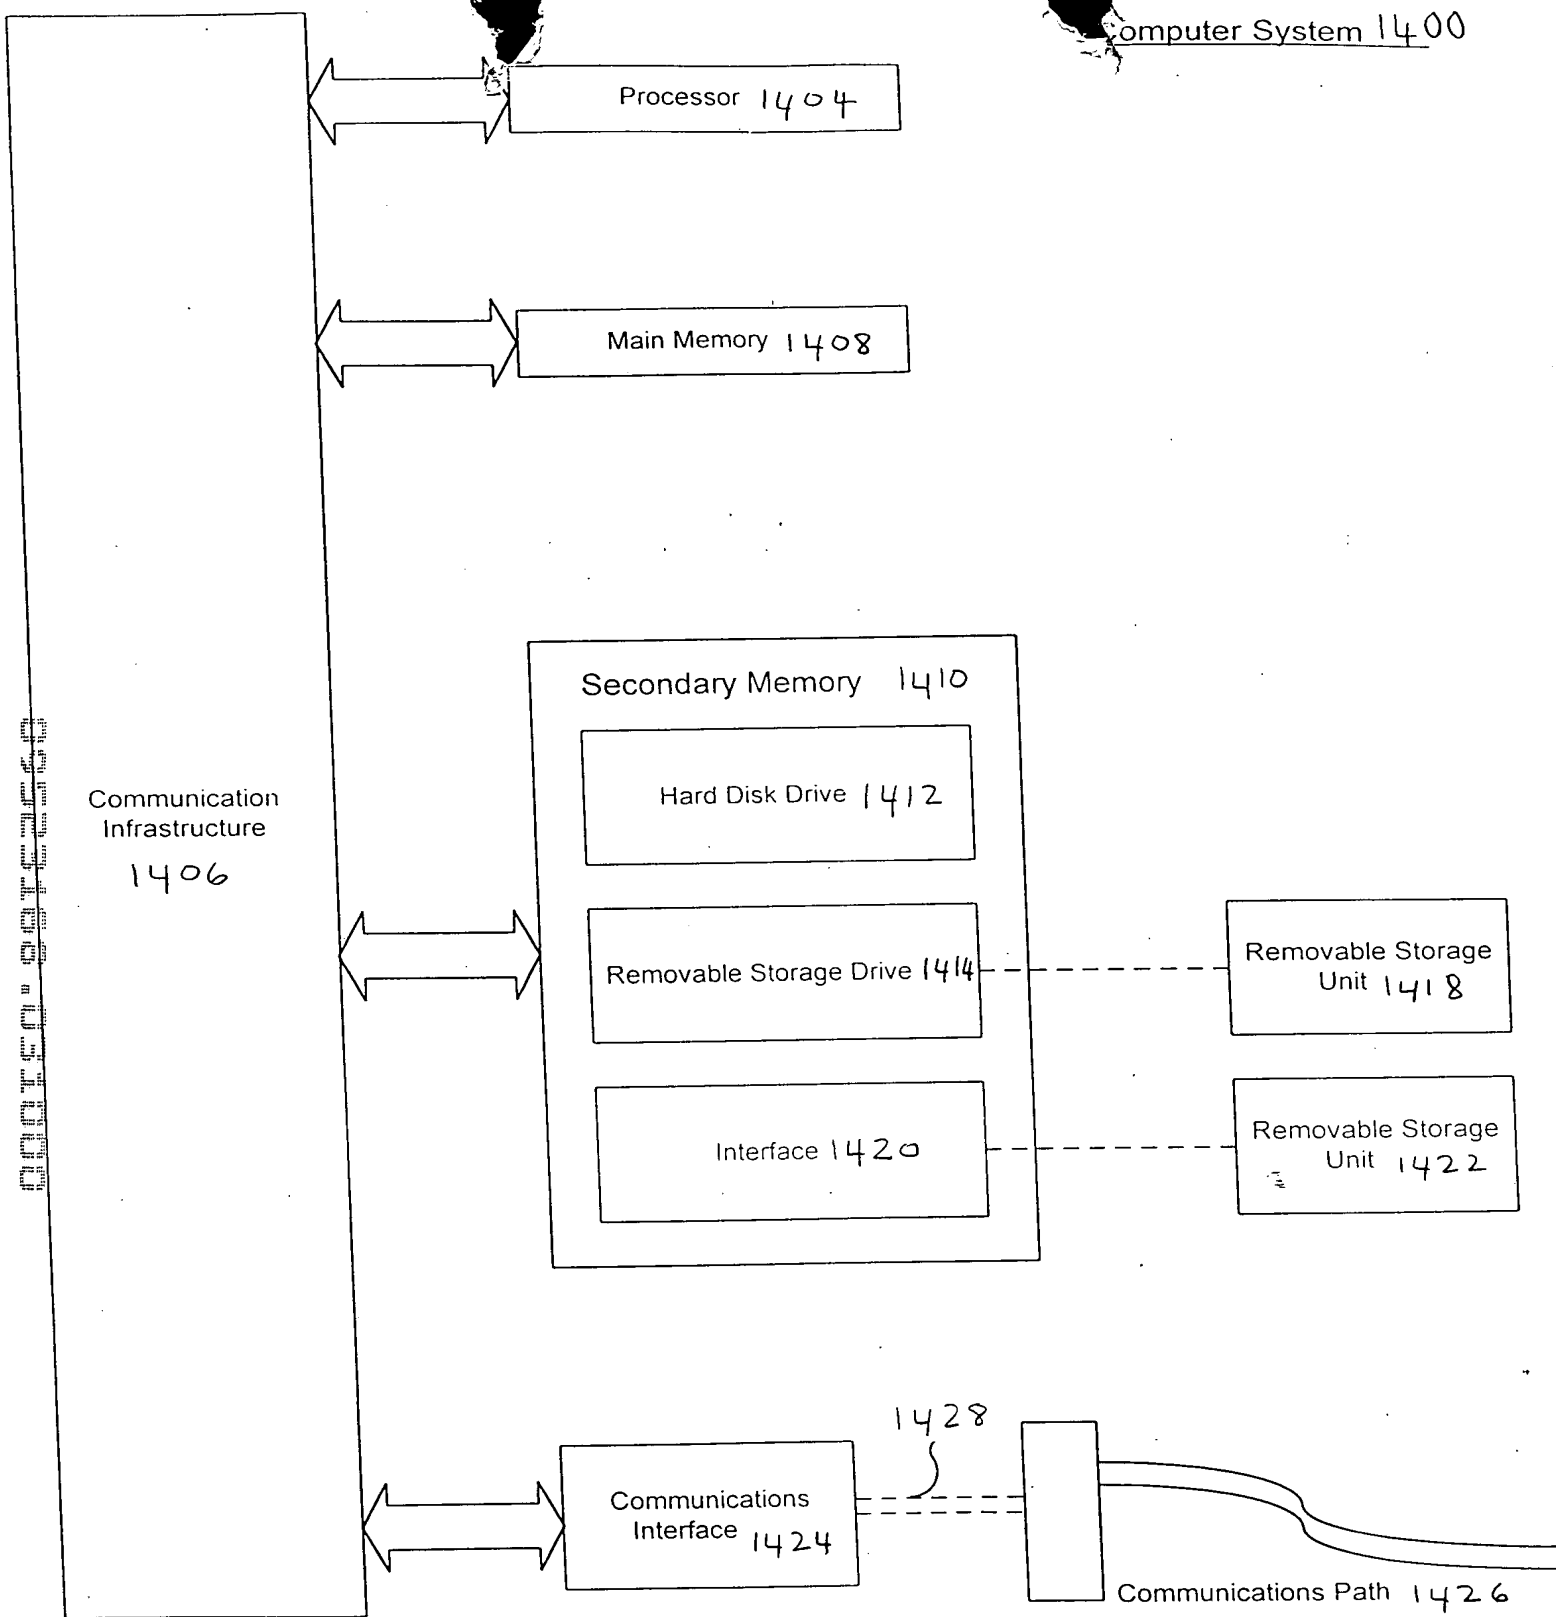 Computer System 1400
Processor 1404
Main Memory 1408
Secondary Memory 1410
Hard Disk Drive 1412
Communication
Infrastructure
1406
Removable Storage Drive 1414
Removable Storage
Unit 1418
Interface 1420
Removable Storage
Unit 1422
1428
Communications
Interface 1424
Communications Path 1426